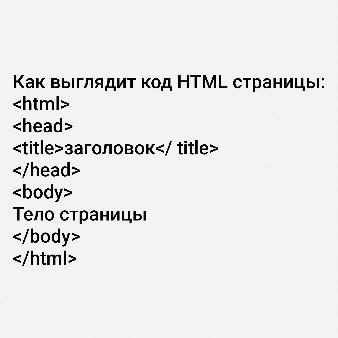 Как выглядит код HTML страницы:
<html>
<head>
<title>заголовок</ title>
</head>
<body>
Тело страницы
</body>
</html>